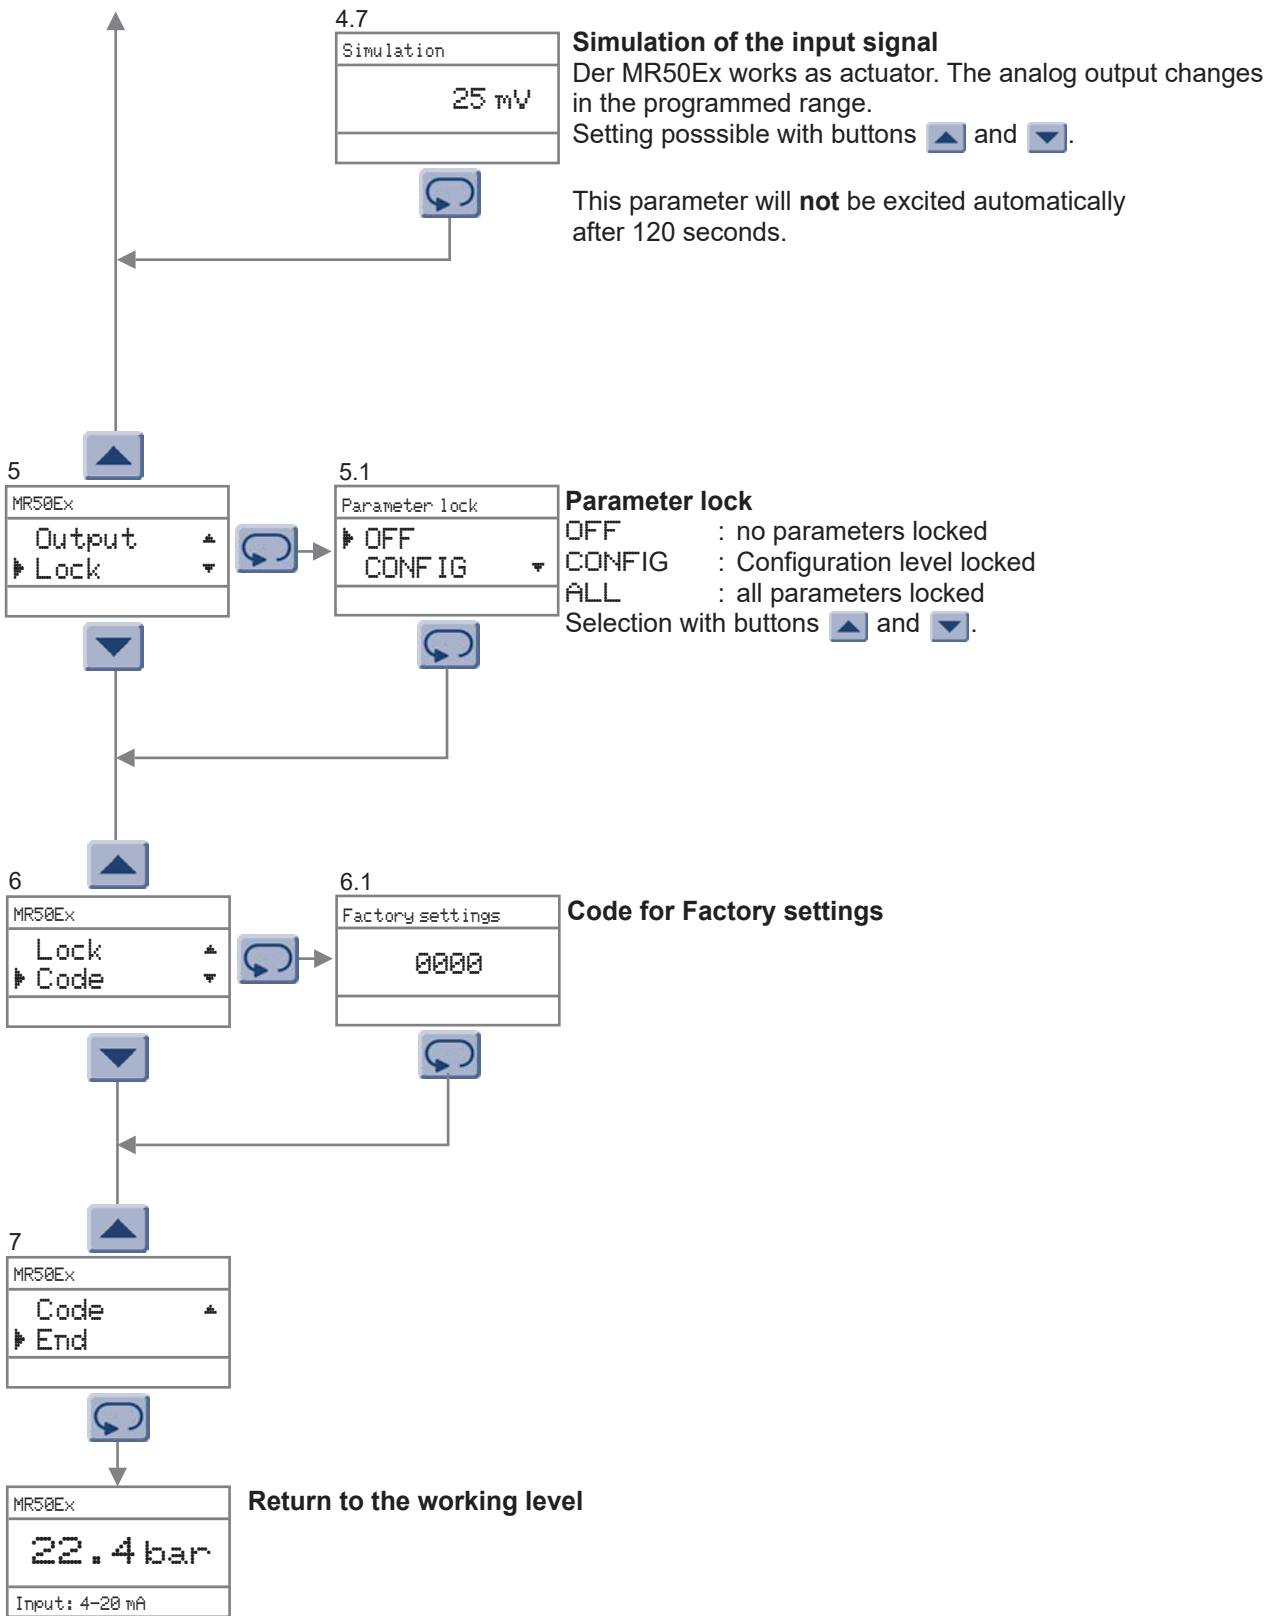 4.7
Simulation
25 mV
Simulation of the input signal
Der MR50Ex works as actuator. The analog output changes
in the programmed range.
Setting posssible with buttons and .
This parameter will not be excited automatically
after 120 seconds.
5
MR50Ex
Output
Lock
5.1
Parameter lock
OFF
CONFIG
Parameter lock
OFF : no parameters locked
CONFIG : Configuration level locked
ALL : all parameters locked
Selection with buttons and .
6
MR50Ex
Lock
Code
6.1
Factory settings
0000
Code for Factory settings
7
MR50Ex
Code
End
MR50Ex
22.4 bar
Input: 4-20 mA
Return to the working level